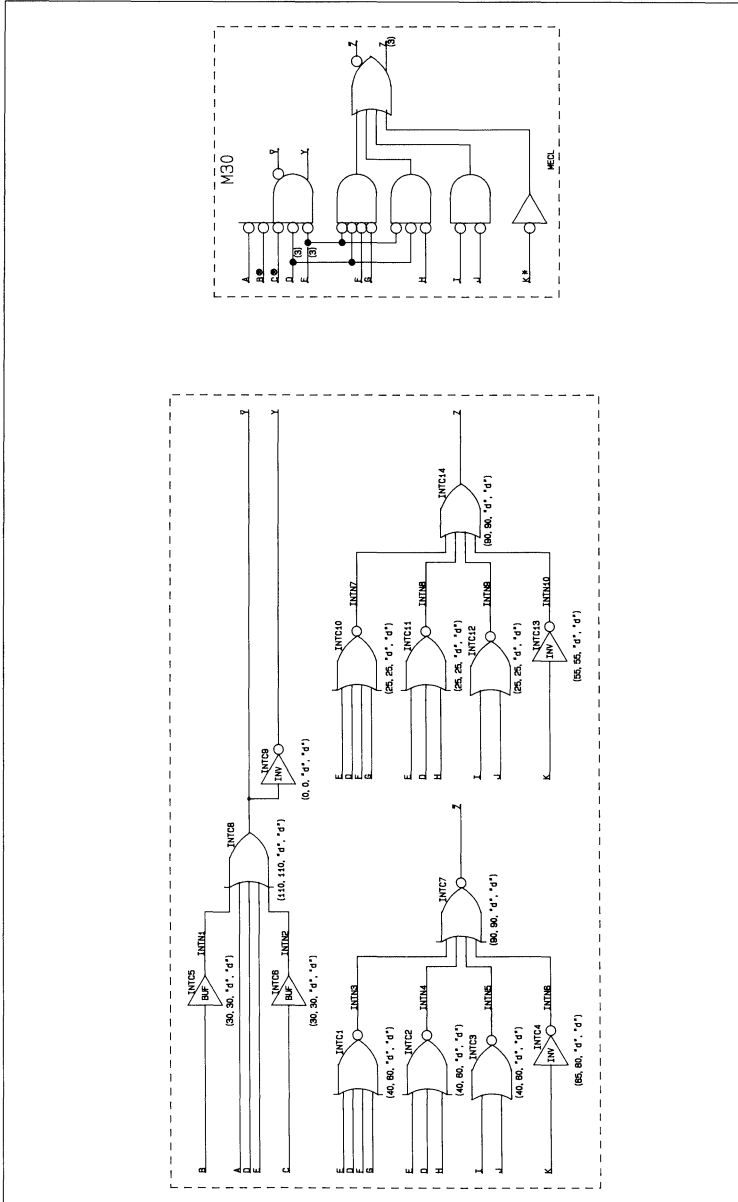 M30
A
B
C
D
E
(3)
(3)
F
G
H
I
J
K*
Y
Y
Z
Z
(3)
MECL
B
A
D
E
C
INTC5
BUF
INTN1
(30, 30, "d", "d")
INTC6
BUF
INTN2
(30, 30, "d", "d")
INTC8
(110, 110, "d", "d")
INTC9
INV
(0, 0, "d", "d")
Y
Y
E
D
F
G
INTC1
INTN3
(40, 60, "d", "d")
E
D
H
INTC2
INTN4
(40, 60, "d", "d")
I
J
INTC3
INTN5
(40, 60, "d", "d")
K
INTC4
INV
INTN6
(65, 80, "d", "d")
INTC7
(90, 90, "d", "d")
Z
E
D
F
G
INTC10
INTN7
(25, 25, "d", "d")
E
D
H
INTC11
INTN8
(25, 25, "d", "d")
I
J
INTC12
INTN9
(25, 25, "d", "d")
K
INTC13
INV
INTN10
(55, 55, "d", "d")
INTC14
(90, 90, "d", "d")
Z